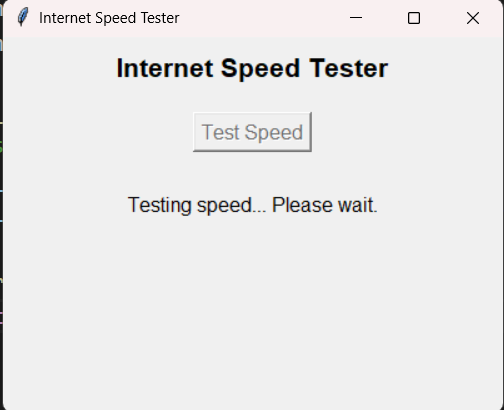 Internet Speed Tester
Internet Speed Tester
Test Speed
Testing speed... Please wait.